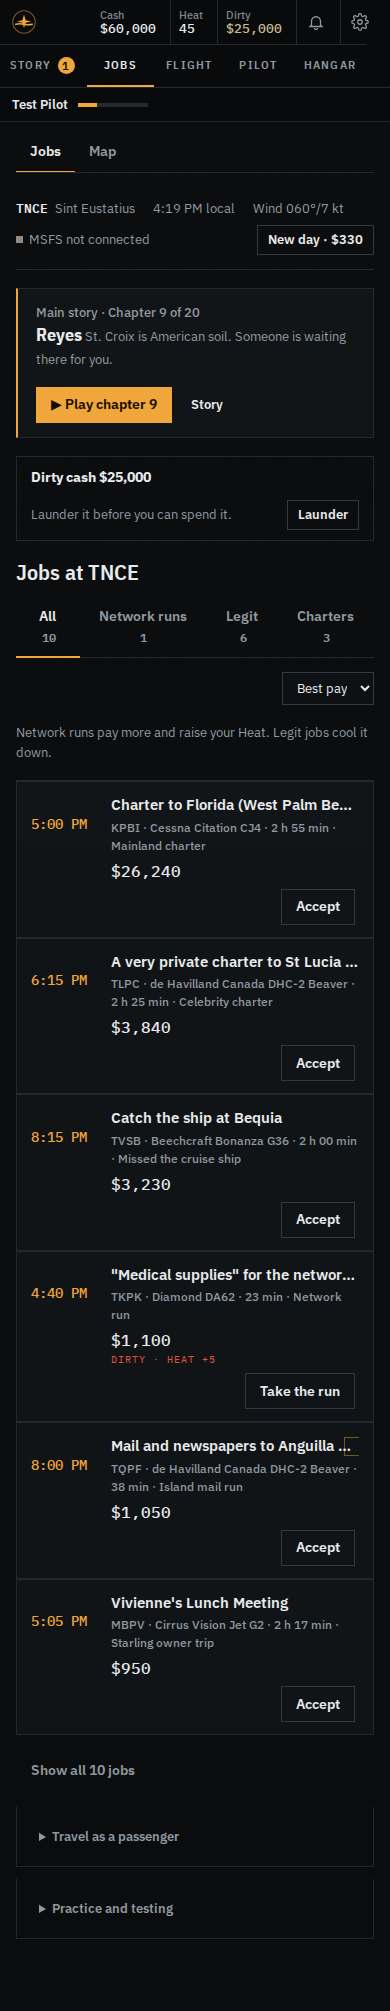 Cash Heat Dirty
$60,000 45 $25,000
STORY 1 JOBS FLIGHT PILOT HANGAR
Test Pilot
Jobs Map
TNCE Sint Eustatius 4:19 PM local Wind 060°/7 kt
MSFS not connected New day · $330
Main story · Chapter 9 of 20
Reyes St. Croix is American soil. Someone is waiting
there for you.
▶ Play chapter 9 Story
Dirty cash $25,000
Launder it before you can spend it. Launder
Jobs at TNCE
All Network runs Legit Charters
10 1 6 3
Best pay
Network runs pay more and raise your Heat. Legit jobs cool it
down.
Charter to Florida (West Palm Be...
5:00 PM
KPBI · Cessna Citation CJ4 · 2 h 55 min ·
Mainland charter
$26,240
Accept
A very private charter to St Lucia ...
6:15 PM
TLPC · de Havilland Canada DHC-2 Beaver ·
2 h 25 min · Celebrity charter
$3,840
Accept
Catch the ship at Bequia
8:15 PM
TVSB · Beechcraft Bonanza G36 · 2 h 00 min
· Missed the cruise ship
$3,230
Accept
"Medical supplies" for the networ...
4:40 PM
TKPK · Diamond DA62 · 23 min · Network
run
$1,100
DIRTY · HEAT +5
Take the run
Mail and newspapers to Anguilla ...
8:00 PM
TQPF · de Havilland Canada DHC-2 Beaver ·
38 min · Island mail run
$1,050
Accept
Vivienne's Lunch Meeting
5:05 PM
MBPV · Cirrus Vision Jet G2 · 2 h 17 min ·
Starling owner trip
$950
Accept
Show all 10 jobs
▶ Travel as a passenger
▶ Practice and testing